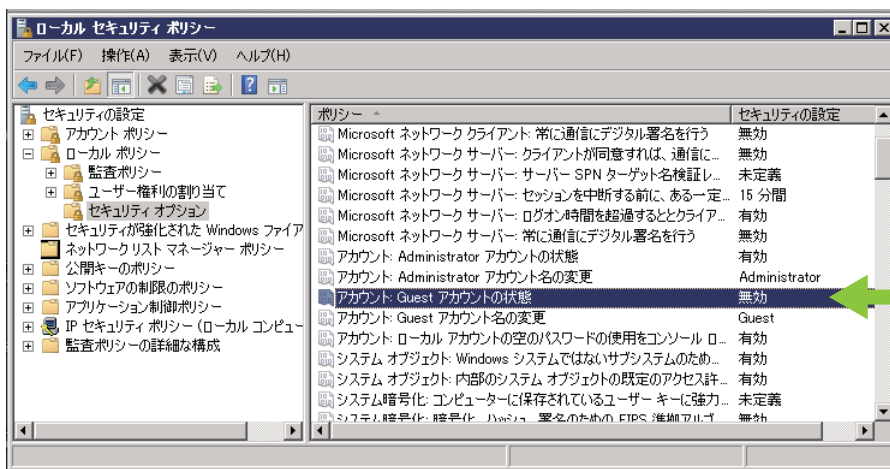 ローカル セキュリティ ポリシー
ファイル(F) 操作(A) 表示(V) ヘルプ(H)
セキュリティの設定
アカウント ポリシー
ローカル ポリシー
監査ポリシー
ユーザー権利の割り当て
セキュリティ オプション
セキュリティが強化された Windows ファイア
ネットワーク リスト マネージャー ポリシー
公開キーのポリシー
ソフトウェアの制限のポリシー
アプリケーション制御ポリシー
IP セキュリティ ポリシー (ローカル コンピュー
監査ポリシーの詳細な構成
ポリシー セキュリティの設定
Microsoft ネットワーク クライアント: 常に通信にデジタル署名を行う 無効
Microsoft ネットワーク サーバー: クライアントが同意すれば、通信に... 無効
Microsoft ネットワーク サーバー: サーバー SPN ターゲット名検証レ... 未定義
Microsoft ネットワーク サーバー: セッションを中断する前に、ある一定... 15 分間
Microsoft ネットワーク サーバー: ログオン時間を超過するととクライア... 有効
Microsoft ネットワーク サーバー: 常に通信にデジタル署名を行う 無効
アカウント: Administrator アカウントの状態 有効
アカウント: Administrator アカウント名の変更 Administrator
アカウント: Guest アカウントの状態 無効
アカウント: Guest アカウント名の変更 Guest
アカウント: ローカル アカウントの空のパスワードの使用をコンソール ロ... 有効
システム オブジェクト: Windows システムではないサブシステムのため... 有効
システム オブジェクト: 内部のシステム オブジェクトの既定のアクセス許... 有効
システム暗号化: コンピューターに保存されているユーザー キーに強力... 未定義
システム暗号化: 暗号化、ハッシュ、署名のための FIPS 準拠アルゴ... 無効